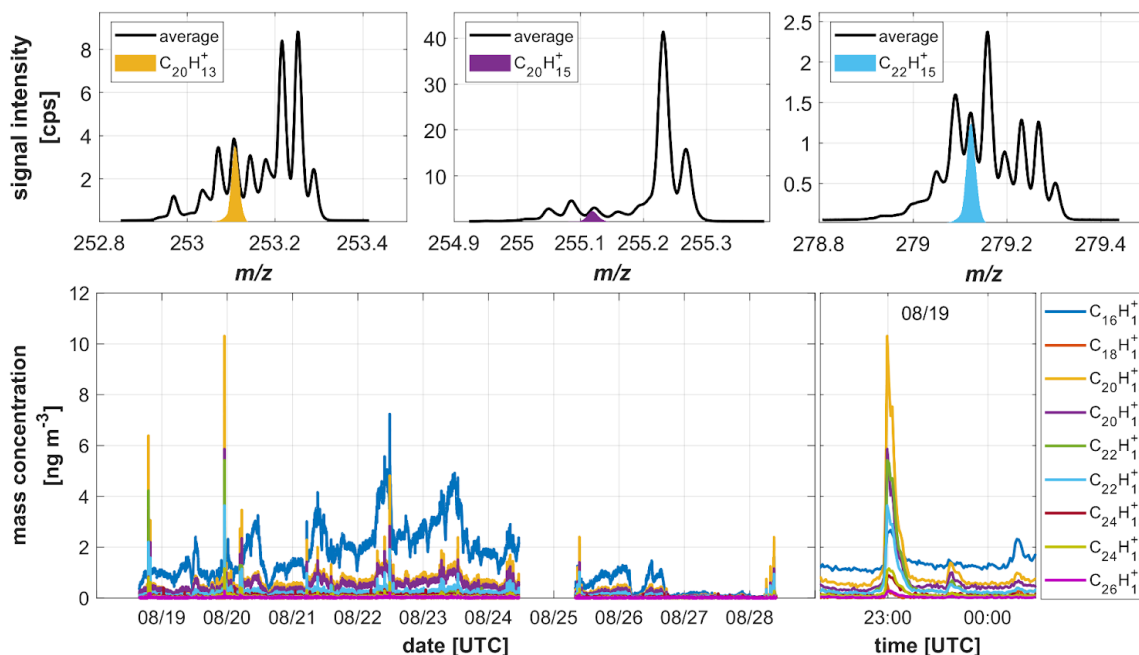 signal intensity
[cps]
8
6
4
2
average
C20H13+
252.8 253 253.2 253.4
m/z
40
30
20
10
average
C20H15+
254.9 255 255.1 255.2 255.3
m/z
2.5
2
1.5
1
0.5
average
C22H15+
278.8 279 279.2 279.4
m/z
mass concentration
[ng m-3]
12
10
8
6
4
2
0
08/19 08/20 08/21 08/22 08/23 08/24 08/25 08/26 08/27 08/28
date [UTC]
08/19
23:00 00:00
time [UTC]
C16H1+
C18H1+
C20H1+
C20H1+
C22H1+
C22H1+
C24H1+
C24H1+
C26H1+